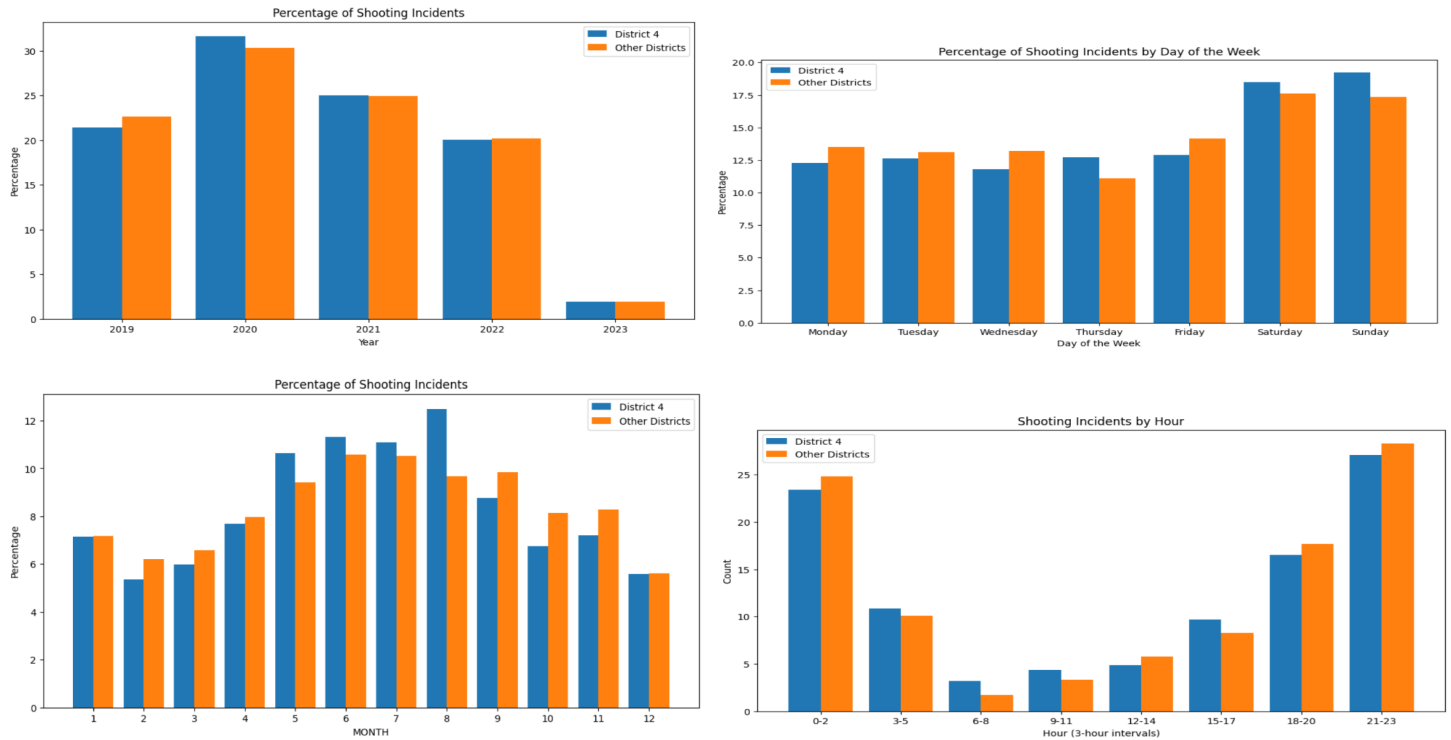 Percentage of Shooting Incidents
District 4
Other Districts
Percentage
30
25
20
15
10
5
0
2019 2020 2021 2022 2023
Year
Percentage of Shooting Incidents by Day of the Week
District 4
Other Districts
Percentage
20.0
17.5
15.0
12.5
10.0
7.5
5.0
2.5
0.0
Monday Tuesday Wednesday Thursday Friday Saturday Sunday
Day of the Week
Percentage of Shooting Incidents
District 4
Other Districts
Percentage
12
10
8
6
4
2
0
1 2 3 4 5 6 7 8 9 10 11 12
MONTH
Shooting Incidents by Hour
District 4
Other Districts
Count
25
20
15
10
5
0
0-2 3-5 6-8 9-11 12-14 15-17 18-20 21-23
Hour (3-hour intervals)